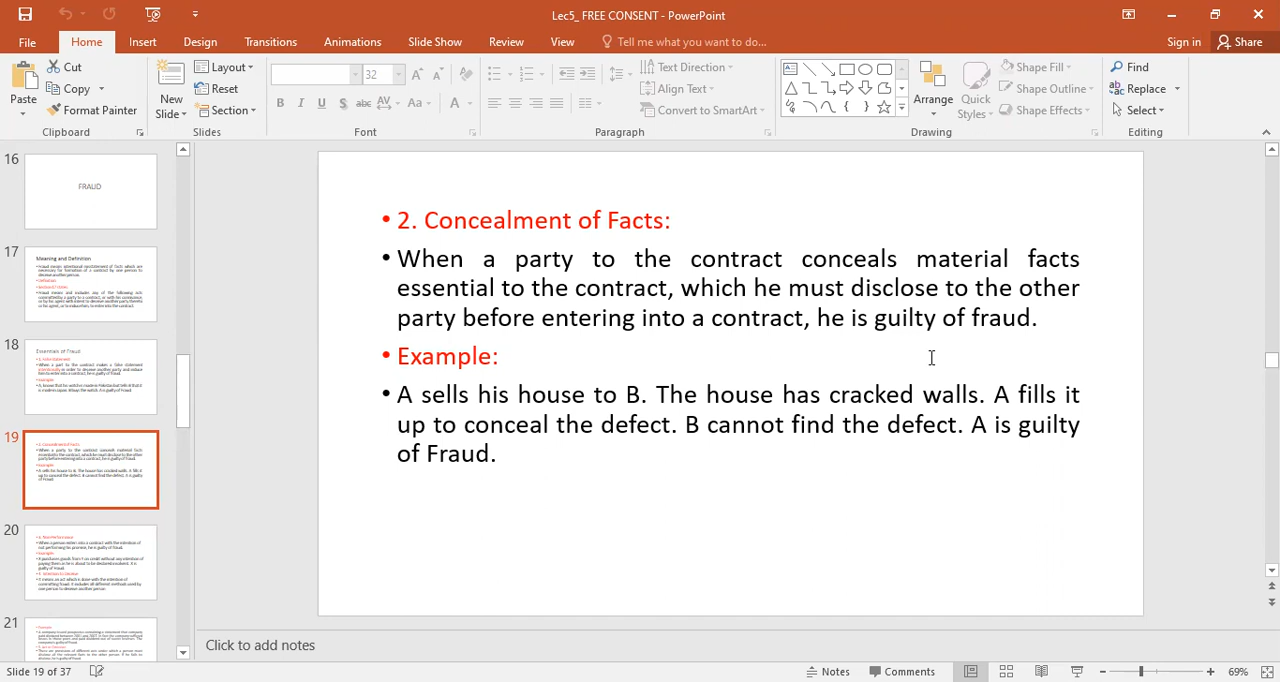 Lec5_ FREE CONSENT - PowerPoint
File Home Insert Design Transitions Animations Slide Show Review View Tell me what you want to do... Sign in Share
Paste
Cut
Copy
Format Painter
Clipboard
New
Slide
Layout
Reset
Section
Slides
32
B I U S abc AV Aa A
Font
Text Direction
Align Text
Convert to SmartArt
Paragraph
Arrange
Quick
Styles
Shape Fill
Shape Outline
Shape Effects
Drawing
Find
Replace
Select
Editing
16
FRAUD
17
Meaning and Definition
18
Essentials of Fraud
19
20
21
• 2. Concealment of Facts:
• When a party to the contract conceals material facts
essential to the contract, which he must disclose to the other
party before entering into a contract, he is guilty of fraud.
• Example:
• A sells his house to B. The house has cracked walls. A fills it
up to conceal the defect. B cannot find the defect. A is guilty
of Fraud.
Click to add notes
Slide 19 of 37 Notes Comments 69%